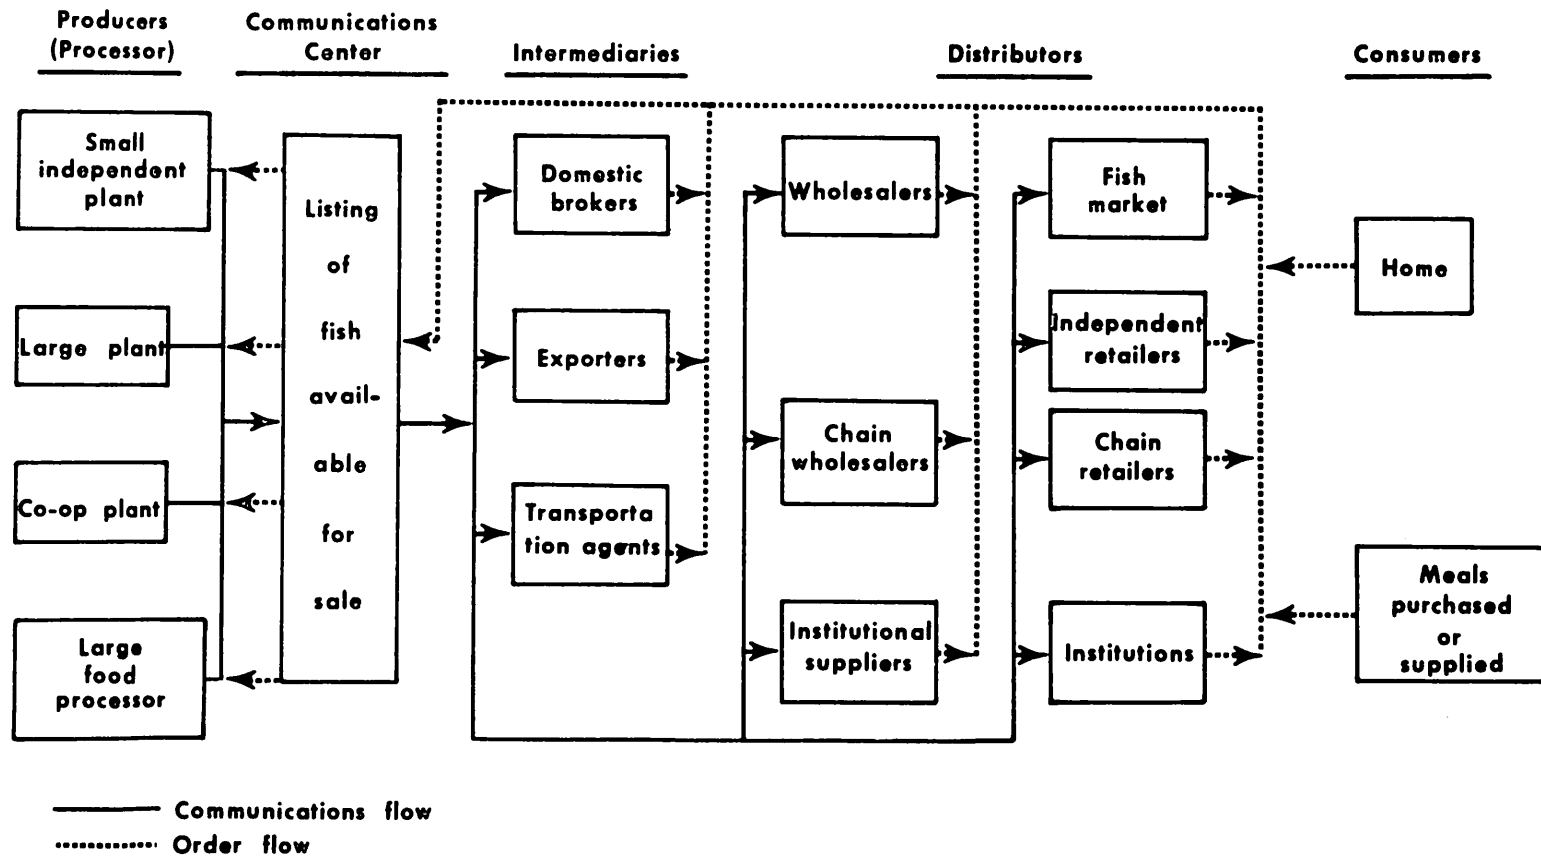 Producers
(Processor)
Communications
Center
Intermediaries
Distributors
Consumers
Small
independent
plant
Large plant
Co-op plant
Large
food
processor
Listing
of
fish
avail-
able
for
sale
Domestic
brokers
Exporters
Transporta
tion agents
Wholesalers
Chain
wholesalers
Institutional
suppliers
Fish
market
Independent
retailers
Chain
retailers
Institutions
Home
Meals
purchased
or
supplied
Communications flow
Order flow